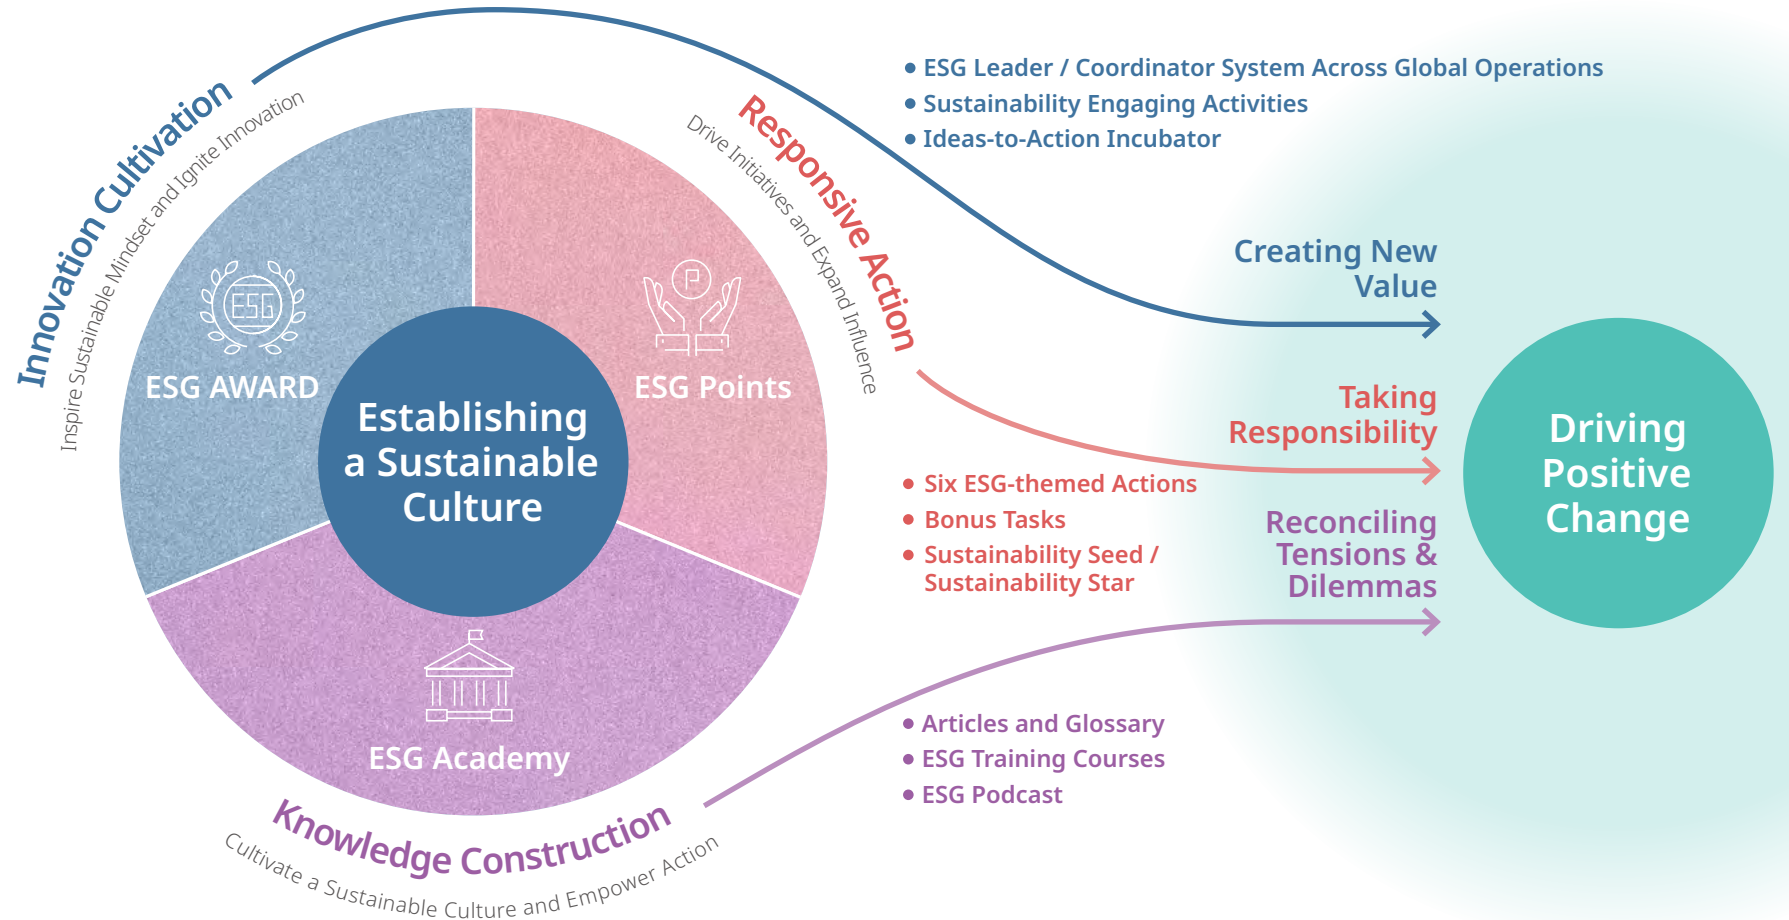 Innovation Cultivation
Inspire Sustainable Mindset and Ignite Innovation
ESG
ESG AWARD
Responsive Action
Drive Initiatives and Expand Influence
P
ESG Points
Establishing
a Sustainable
Culture
ESG Academy
Knowledge Construction
Cultivate a Sustainable Culture and Empower Action
• ESG Leader / Coordinator System Across Global Operations
• Sustainability Engaging Activities
• Ideas-to-Action Incubator
Creating New
Value
Taking
Responsibility
• Six ESG-themed Actions
• Bonus Tasks
• Sustainability Seed /
Sustainability Star
Reconciling
Tensions &
Dilemmas
• Articles and Glossary
• ESG Training Courses
• ESG Podcast
Driving
Positive
Change